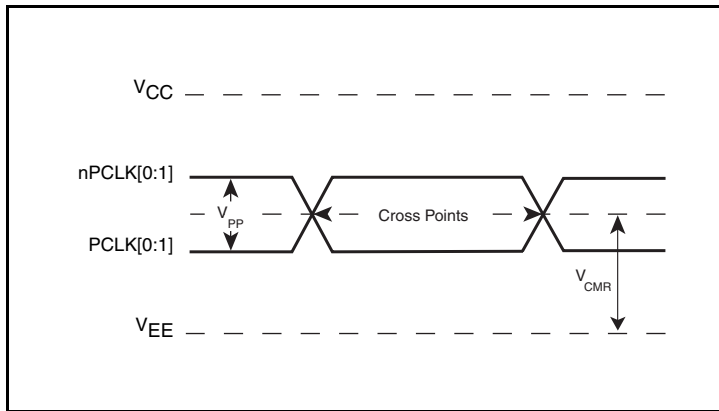 VCC
nPCLK[0:1]
VPP
Cross Points
PCLK[0:1]
VCMR
VEE